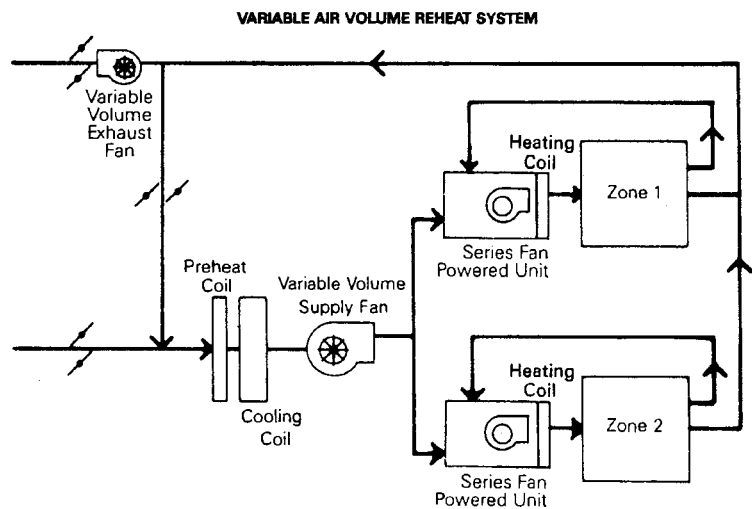 VARIABLE AIR VOLUME REHEAT SYSTEM
Variable
Volume
Exhaust
Fan
Heating
Coil
Zone 1
Series Fan
Powered Unit
Preheat
Coil
Variable Volume
Supply Fan
Cooling
Coil
Heating
Coil
Zone 2
Series Fan
Powered Unit